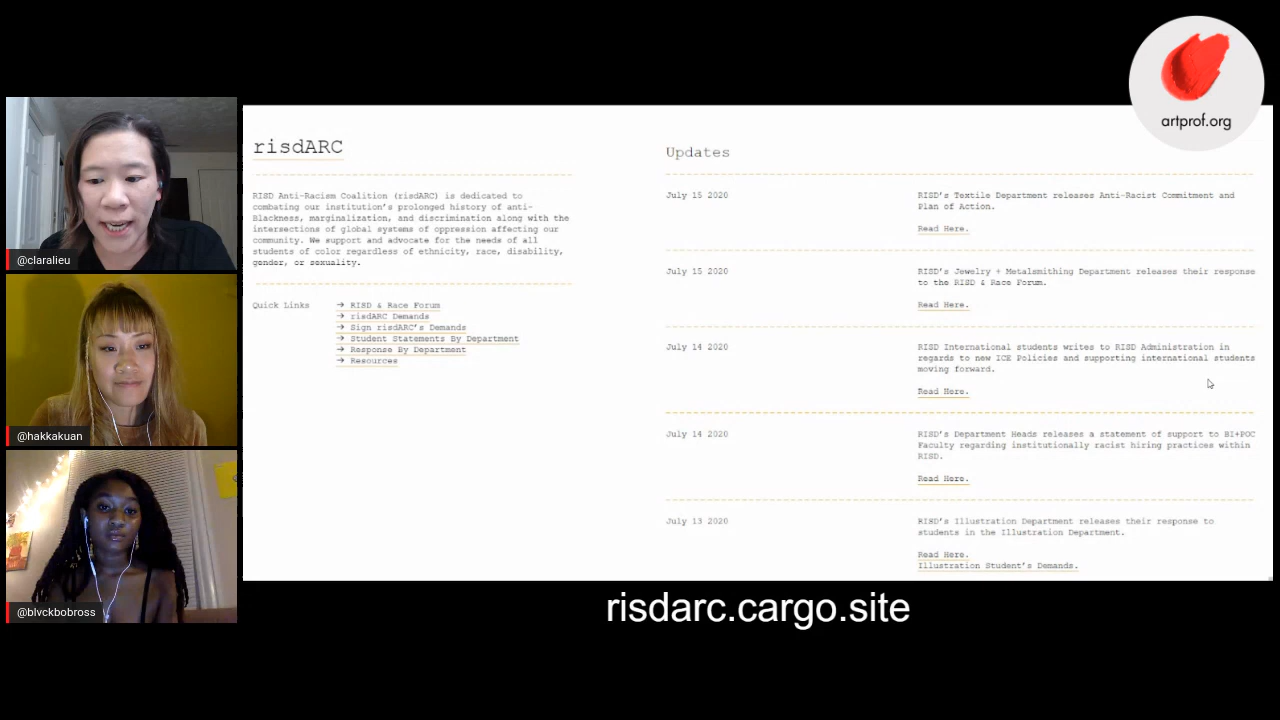 artprof.org
@claralieu
@hakkakuan
@blvckbobross
risdARC
RISD Anti-Racism Coalition (risdARC) is dedicated to
combating our institution's prolonged history of anti-
Blackness, marginalization, and discrimination along with the
intersections of global systems of oppression affecting our
community. We support and advocate for the needs of all
students of color regardless of ethnicity, race, disability,
gender, or sexuality.
Quick Links
→ RISD & Race Forum
→ risdARC Demands
→ Sign risdARC's Demands
→ Student Statements By Department
→ Response By Department
→ Resources
Updates
July 15 2020
RISD's Textile Department releases Anti-Racist Commitment and
Plan of Action.
Read Here.
July 15 2020
RISD's Jewelry + Metalsmithing Department releases their response
to the RISD & Race Forum.
Read Here.
July 14 2020
RISD International students writes to RISD Administration in
regards to new ICE Policies and supporting international students
moving forward.
Read Here.
July 14 2020
RISD's Department Heads releases a statement of support to BI+POC
Faculty regarding institutionally racist hiring practices within
RISD.
Read Here.
July 13 2020
RISD's Illustration Department releases their response to
students in the Illustration Department.
Read Here.
Illustration Student's Demands.
risdarc.cargo.site